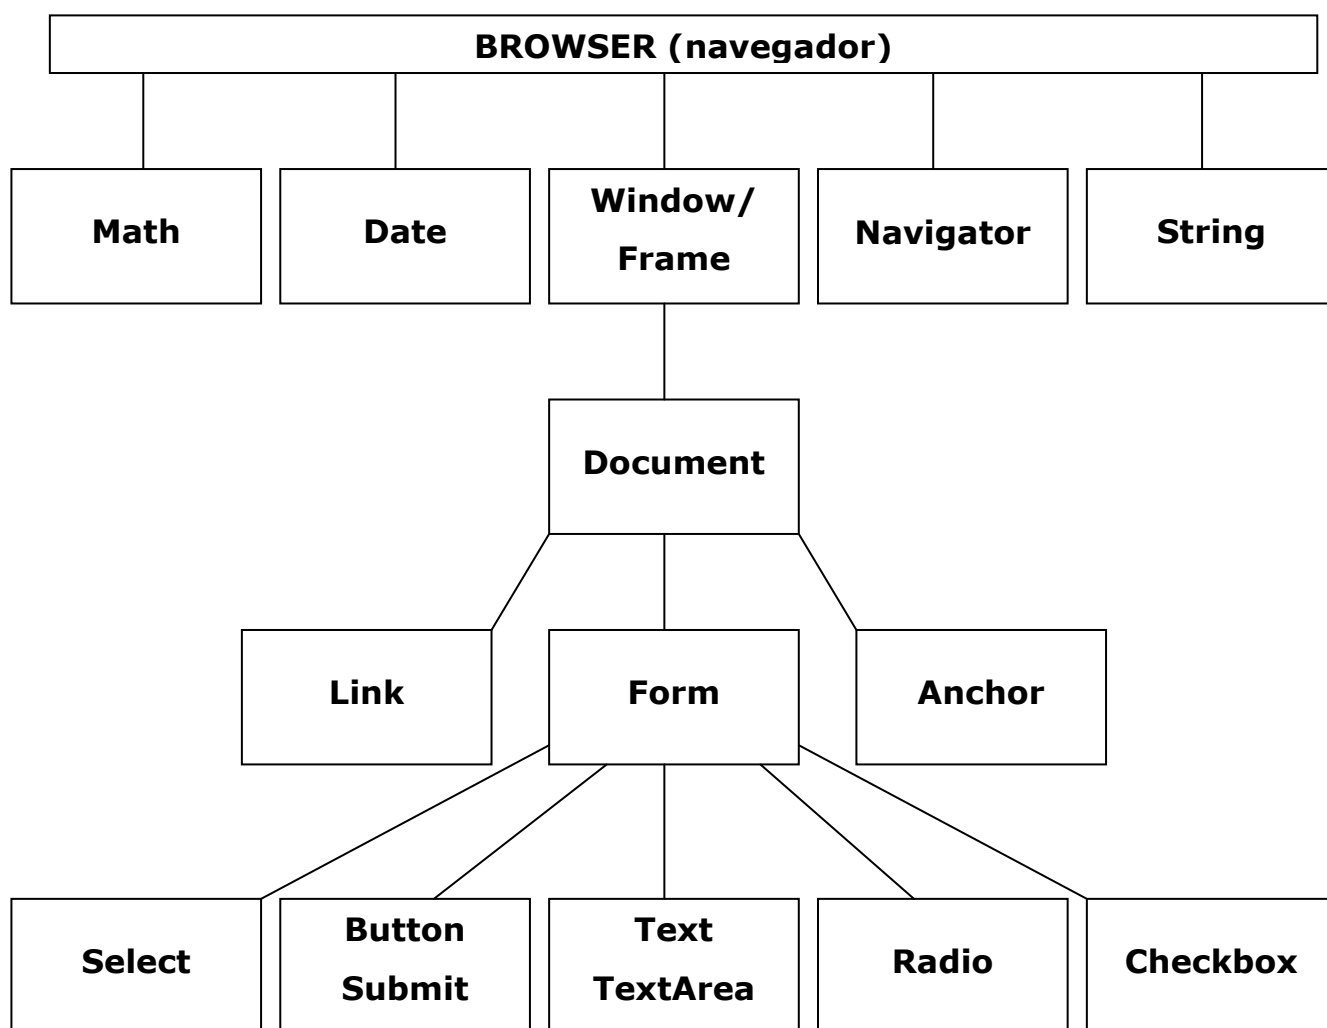 BROWSER (navegador)
Math
Date
Window/
Frame
Navigator
String
Document
Link
Form
Anchor
Select
Button
Submit
Text
TextArea
Radio
Checkbox